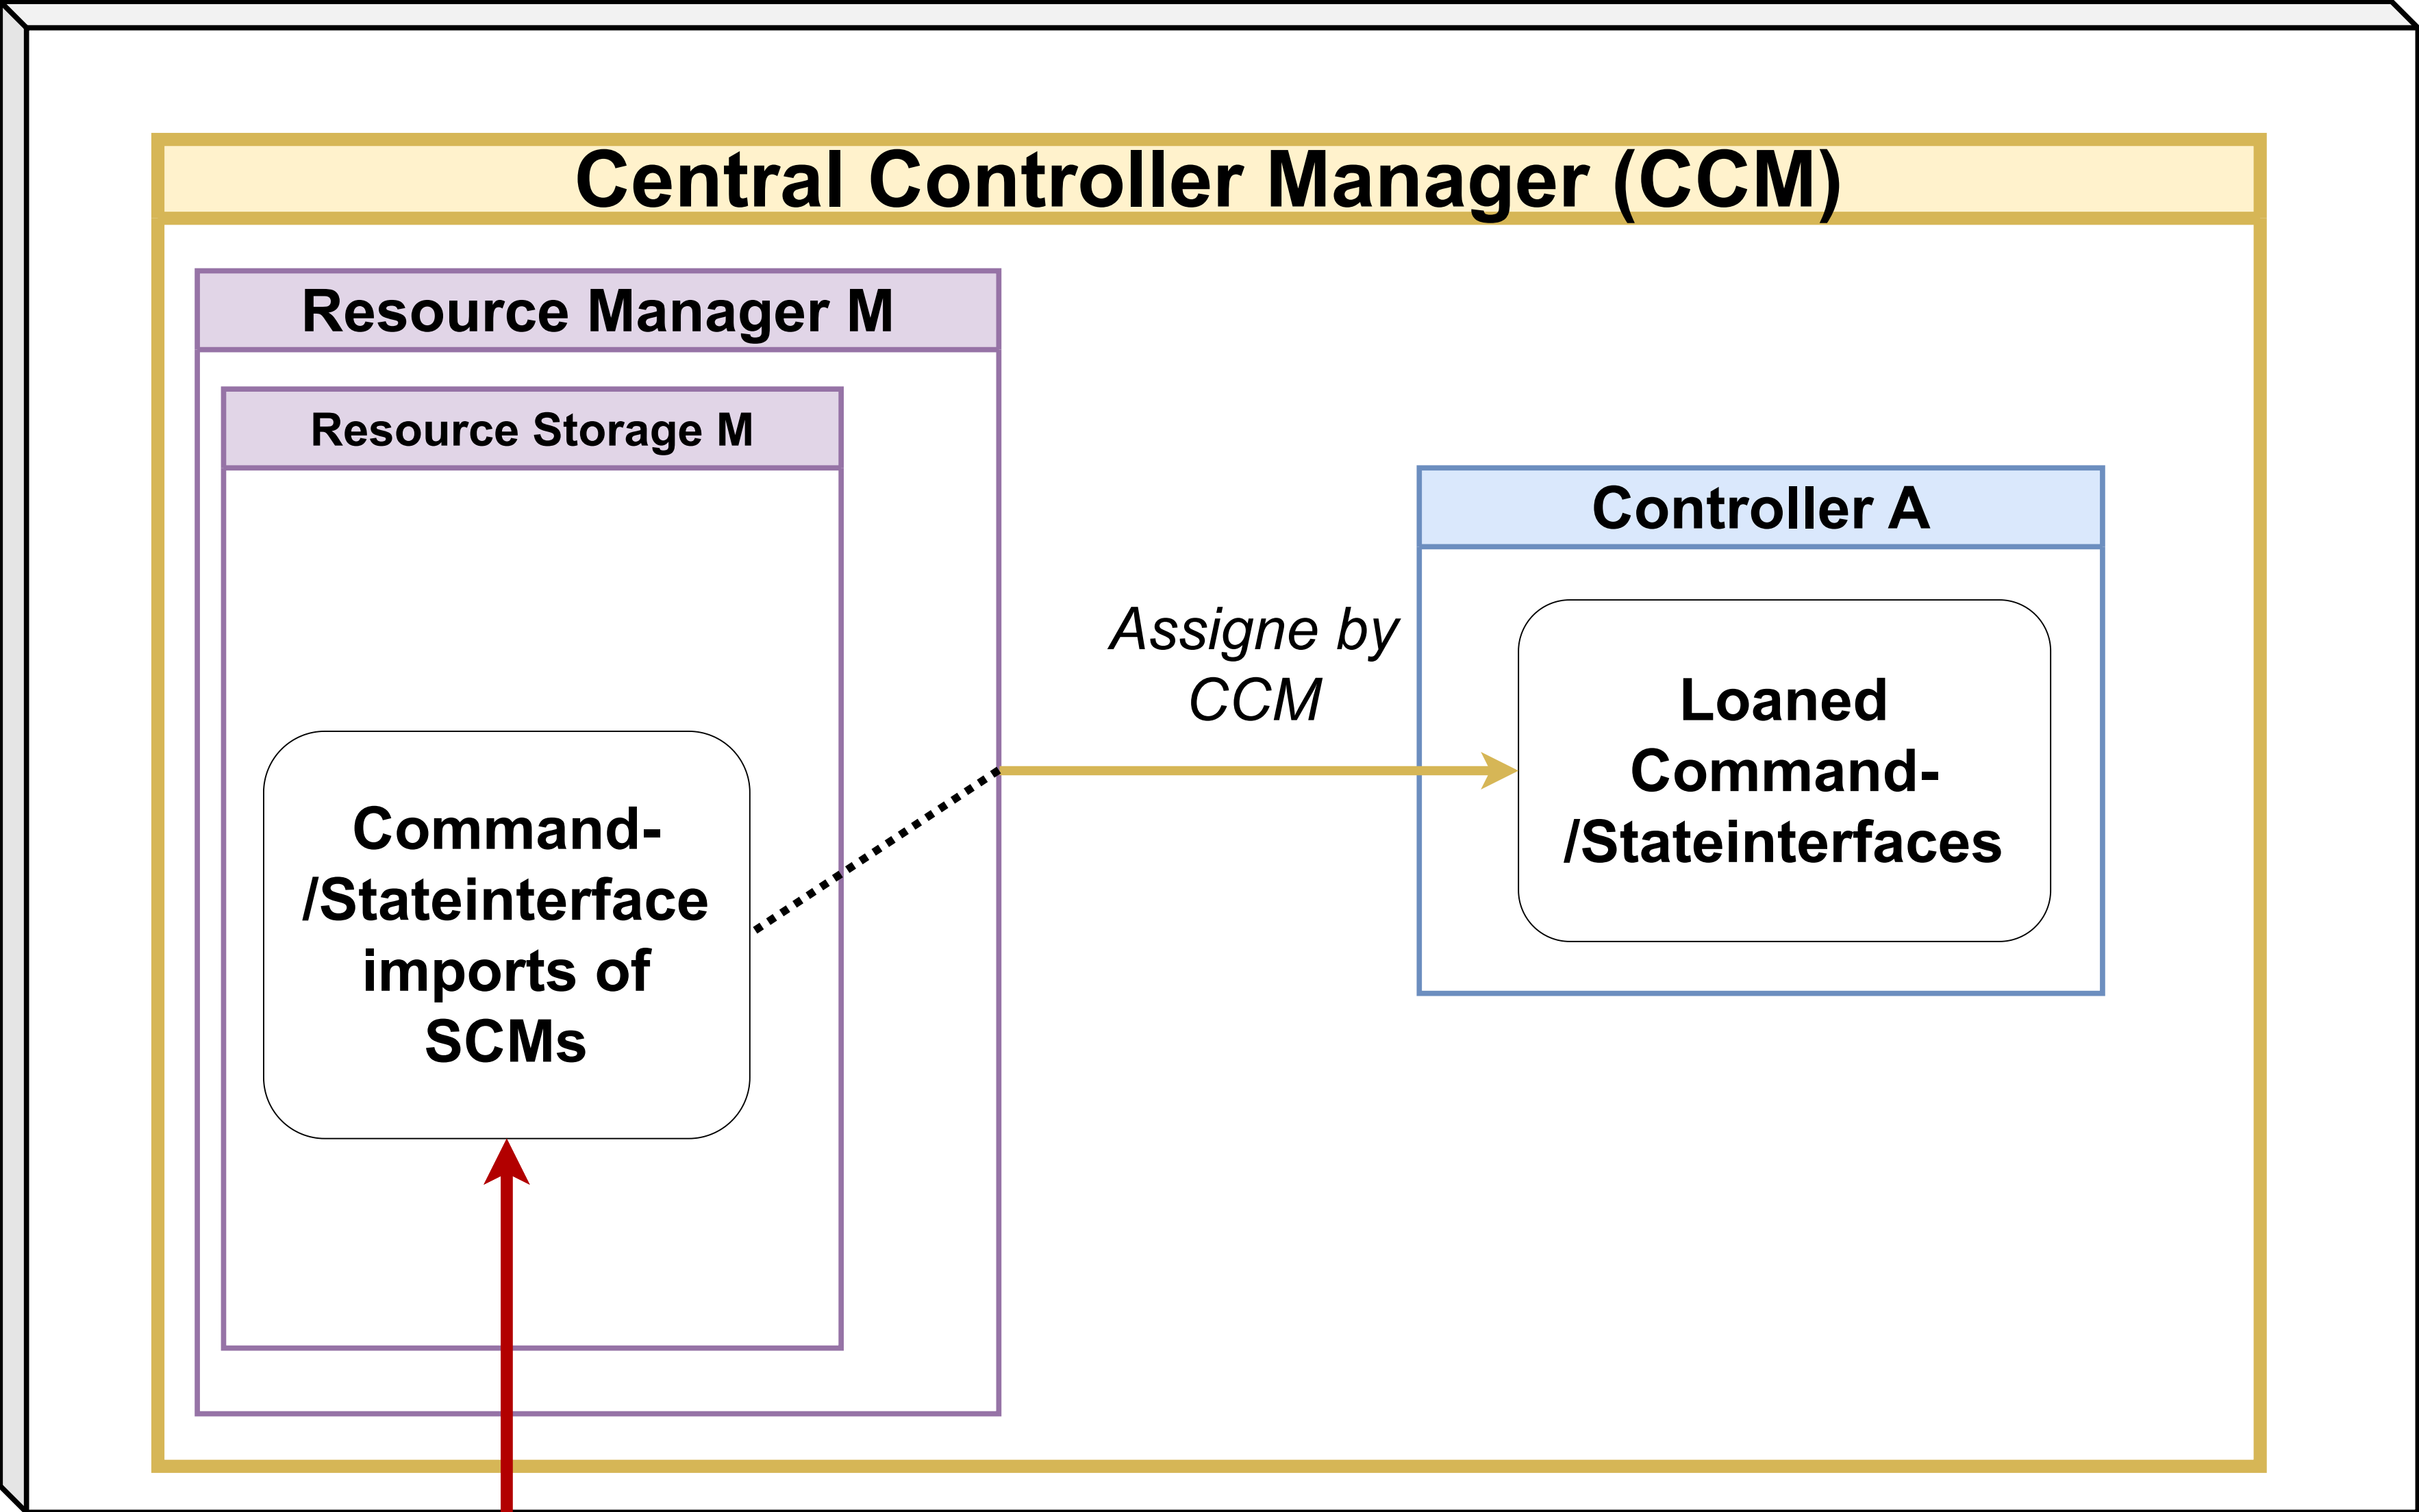 Central Controller Manager (CCM)
Resource Manager M
Resource Storage M
Command-
/Stateinterface
imports of
SCMs
Assigne by
CCM
Controller A
Loaned
Command-
/Stateinterfaces